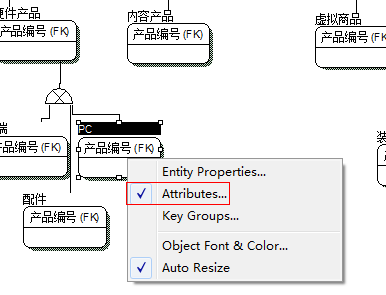 硬件产品
内容产品
虚拟商品
产品编号 (FK)
产品编号 (FK)
产品编号 (FK)
端
PC
编号 (FK)
产品编号 (FK)
配件
产品编号 (FK)
Entity Properties...
Attributes...
Key Groups...
Object Font & Color...
Auto Resize